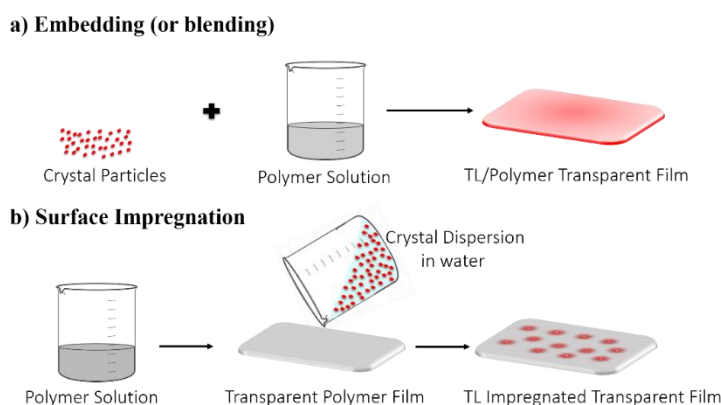 a) Embedding (or blending)
Crystal Particles
Polymer Solution
TL/Polymer Transparent Film
b) Surface Impregnation
Crystal Dispersion
in water
Polymer Solution
Transparent Polymer Film
TL Impregnated Transparent Film